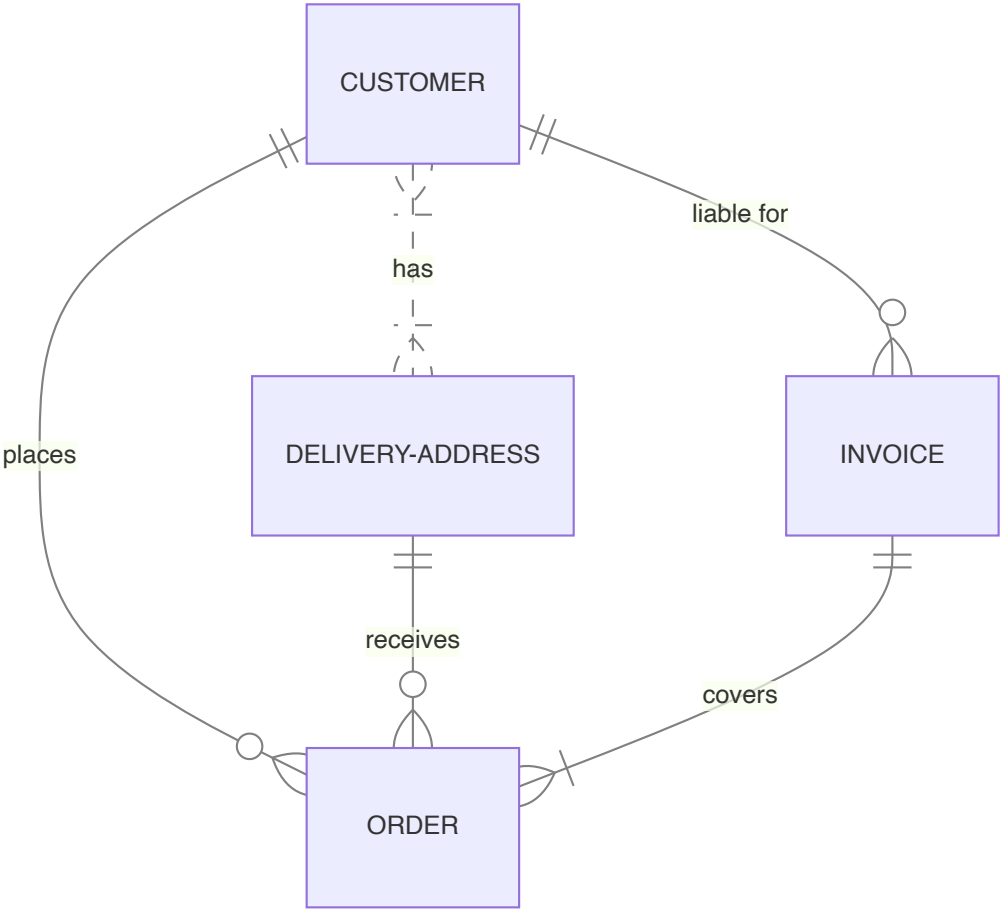 CUSTOMER
liable for
has
places
DELIVERY-ADDRESS
INVOICE
receives
covers
ORDER